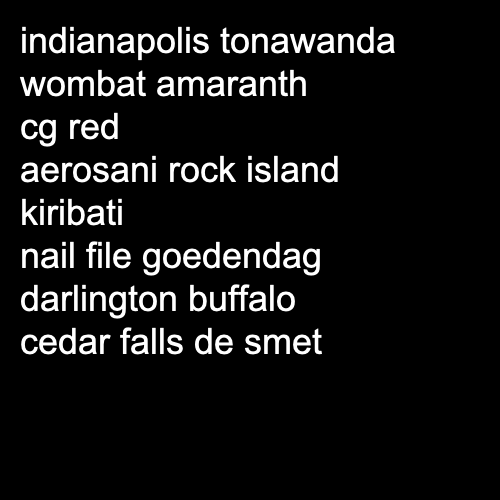 indianapolis tonawanda
wombat amaranth
cg red
aerosani rock island
kiribati
nail file goedendag
darlington buffalo
cedar falls de smet